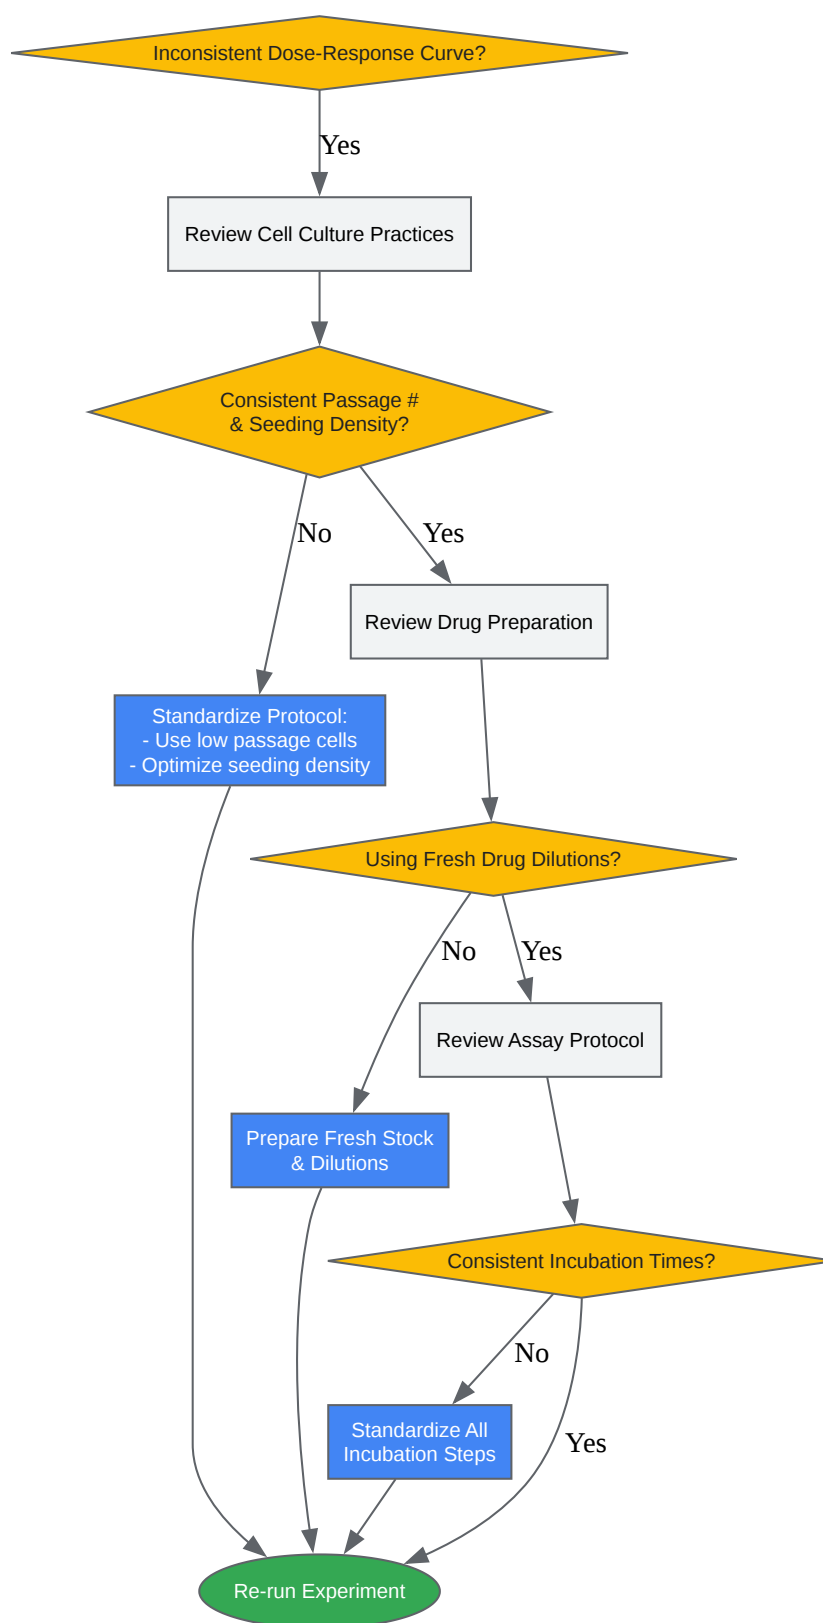 Inconsistent Dose-Response Curve?
Yes
Review Cell Culture Practices
Consistent Passage #
& Seeding Density?
No
Yes
Review Drug Preparation
Standardize Protocol:
- Use low passage cells
- Optimize seeding density
Using Fresh Drug Dilutions?
No
Yes
Review Assay Protocol
Prepare Fresh Stock
& Dilutions
Consistent Incubation Times?
No
Standardize All
Incubation Steps
Yes
Re-run Experiment